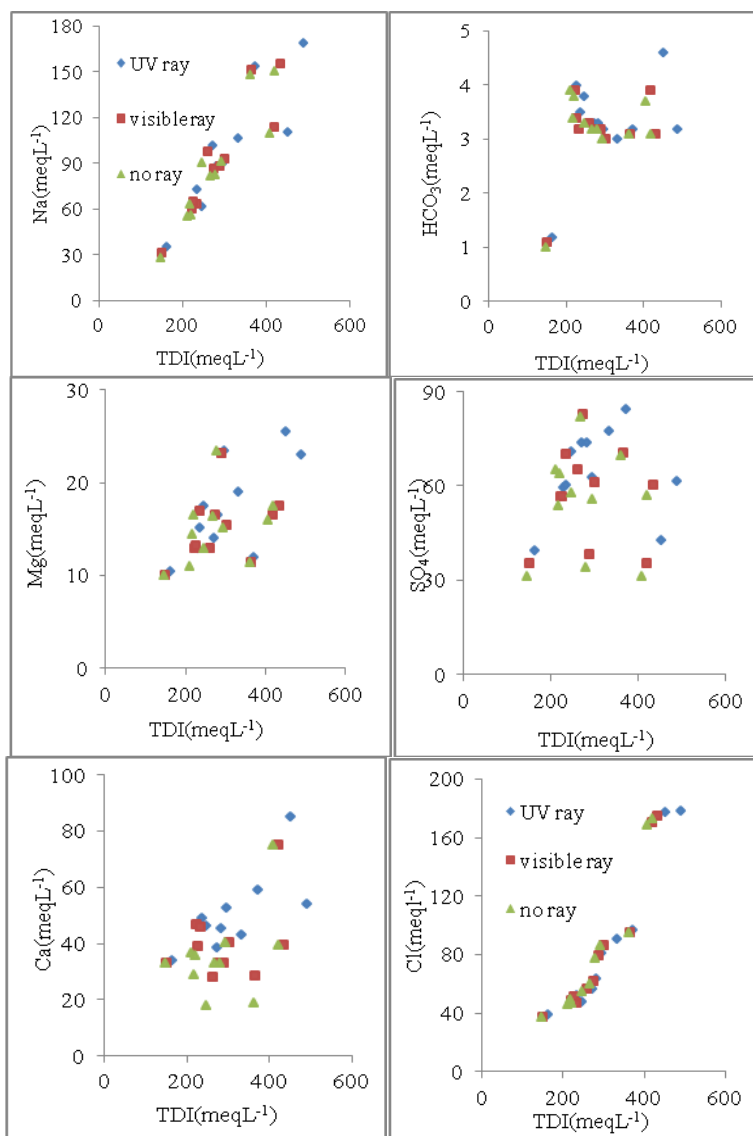 180
150
120
90
60
30
0
0 200 400 600
Na(meqL-1)
TDI(meqL-1)
UV ray
visible ray
no ray
5
4
3
2
1
0
0 200 400 600
HCO3(meqL-1)
TDI(meqL-1)
30
20
10
0
0 200 400 600
Mg(meqL-1)
TDI(meqL-1)
90
60
30
0
0 200 400 600
SO4(meqL-1)
TDI(meqL-1)
100
80
60
40
20
0
0 200 400 600
Ca(meqL-1)
TDI(meqL-1)
200
160
120
80
40
0
0 200 400 600
Cl(meql-1)
TDI(meqL-1)
UV ray
visible ray
no ray